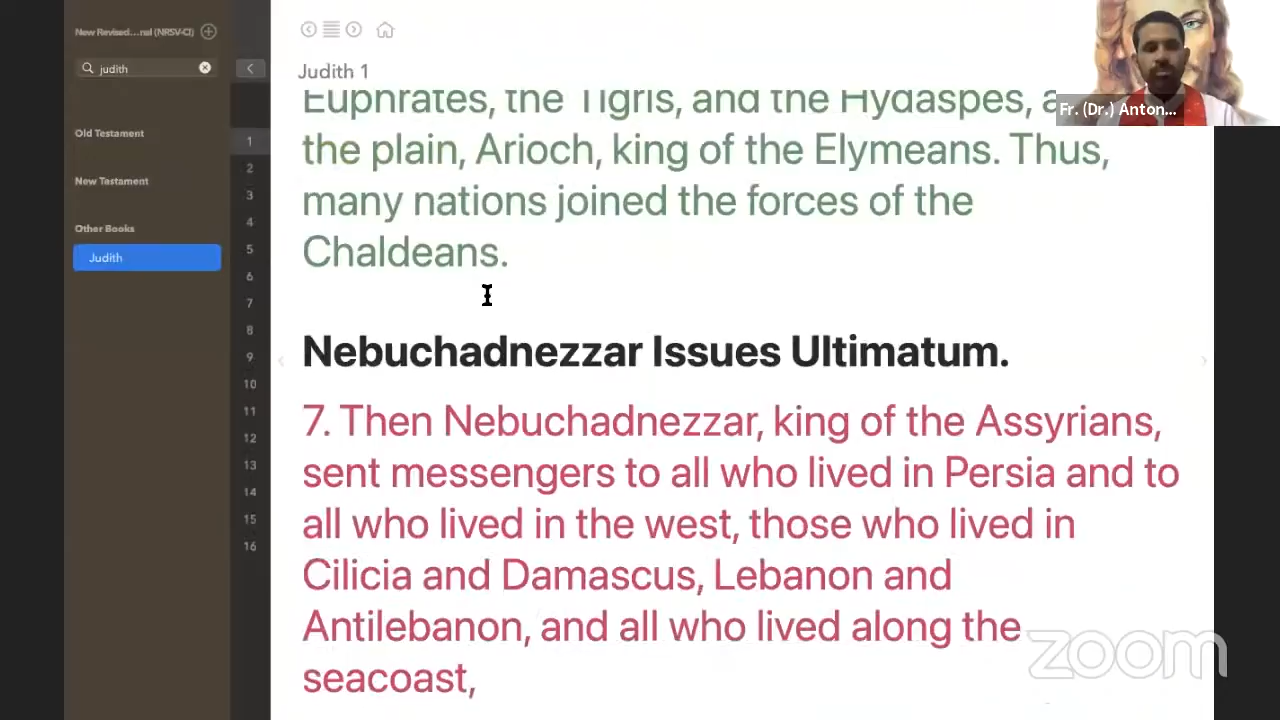 New Revised...nal (NRSV-CI)
judith
Old Testament
New Testament
Other Books
Judith
1
2
3
4
5
6
7
8
9
10
11
12
13
14
15
16
Judith 1
Euphrates, the Tigris, and the Hydaspes, a
the plain, Arioch, king of the Elymeans. Thus,
many nations joined the forces of the
Chaldeans.
Nebuchadnezzar Issues Ultimatum.
7. Then Nebuchadnezzar, king of the Assyrians,
sent messengers to all who lived in Persia and to
all who lived in the west, those who lived in
Cilicia and Damascus, Lebanon and
Antilebanon, and all who lived along the
seacoast,
Fr. (Dr.) Anton...
zoom